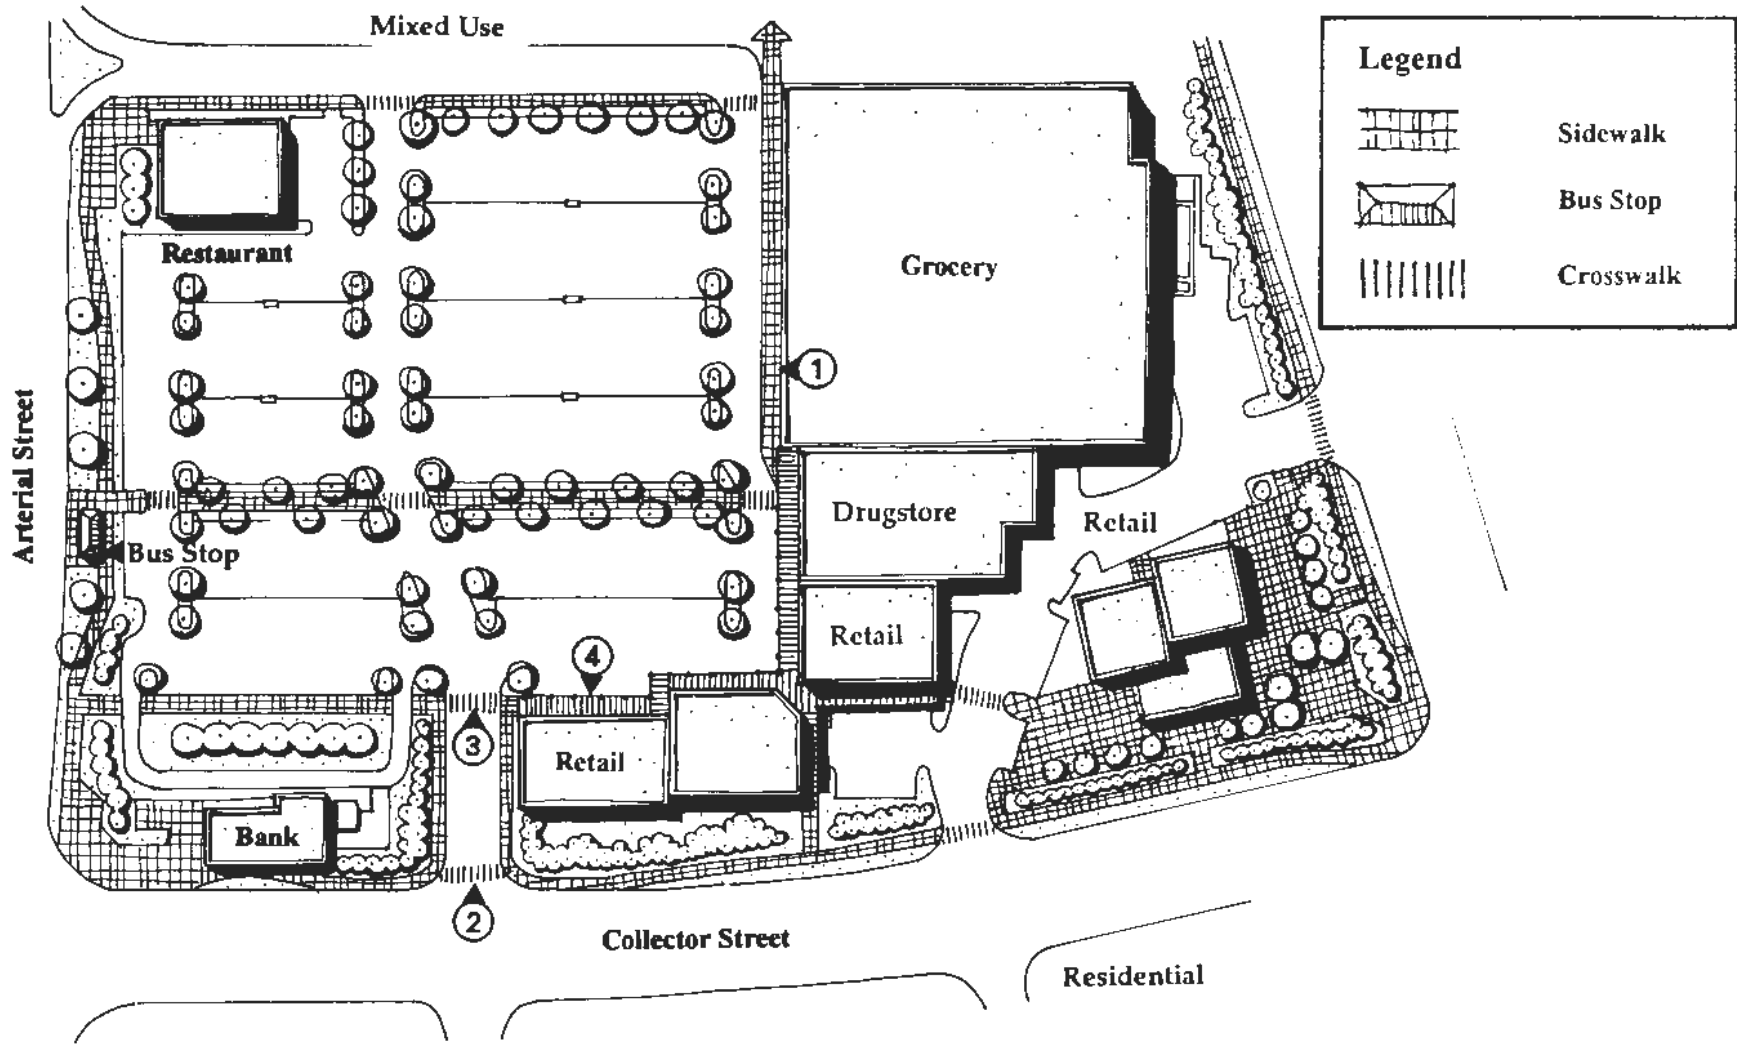 Mixed Use
Legend
Sidewalk
Bus Stop
Crosswalk
Restaurant
Grocery
1
Arterial Street
Drugstore
Retail
Bus Stop
Retail
4
3
Retail
Bank
2
Collector Street
Residential